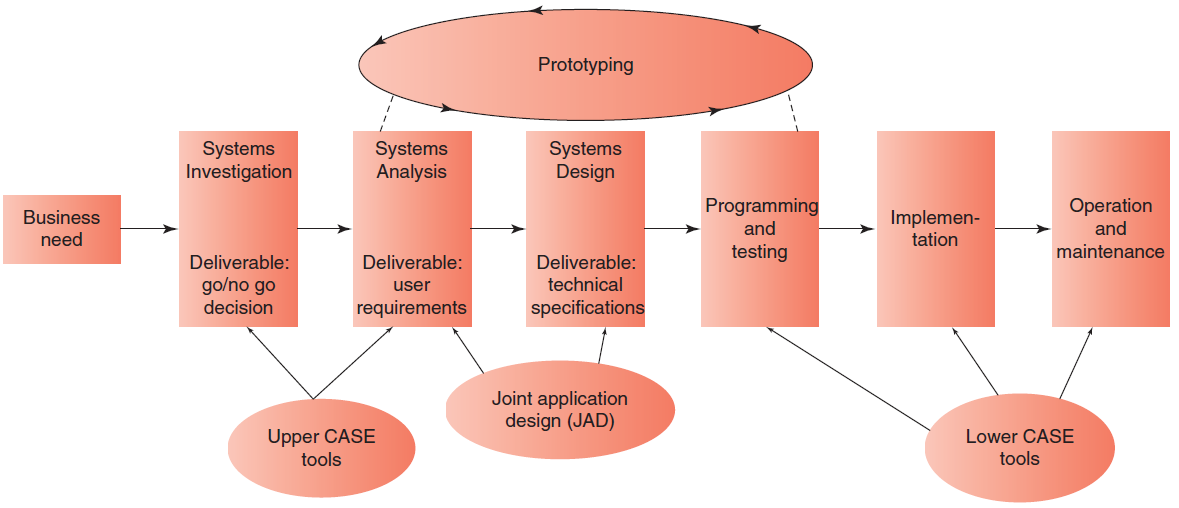 Prototyping
Business
need
Systems
Investigation
Deliverable:
go/no go
decision
Systems
Analysis
Deliverable:
user
requirements
Systems
Design
Deliverable:
technical
specifications
Programming
and
testing
Implemen-
tation
Operation
and
maintenance
Upper CASE
tools
Joint application
design (JAD)
Lower CASE
tools